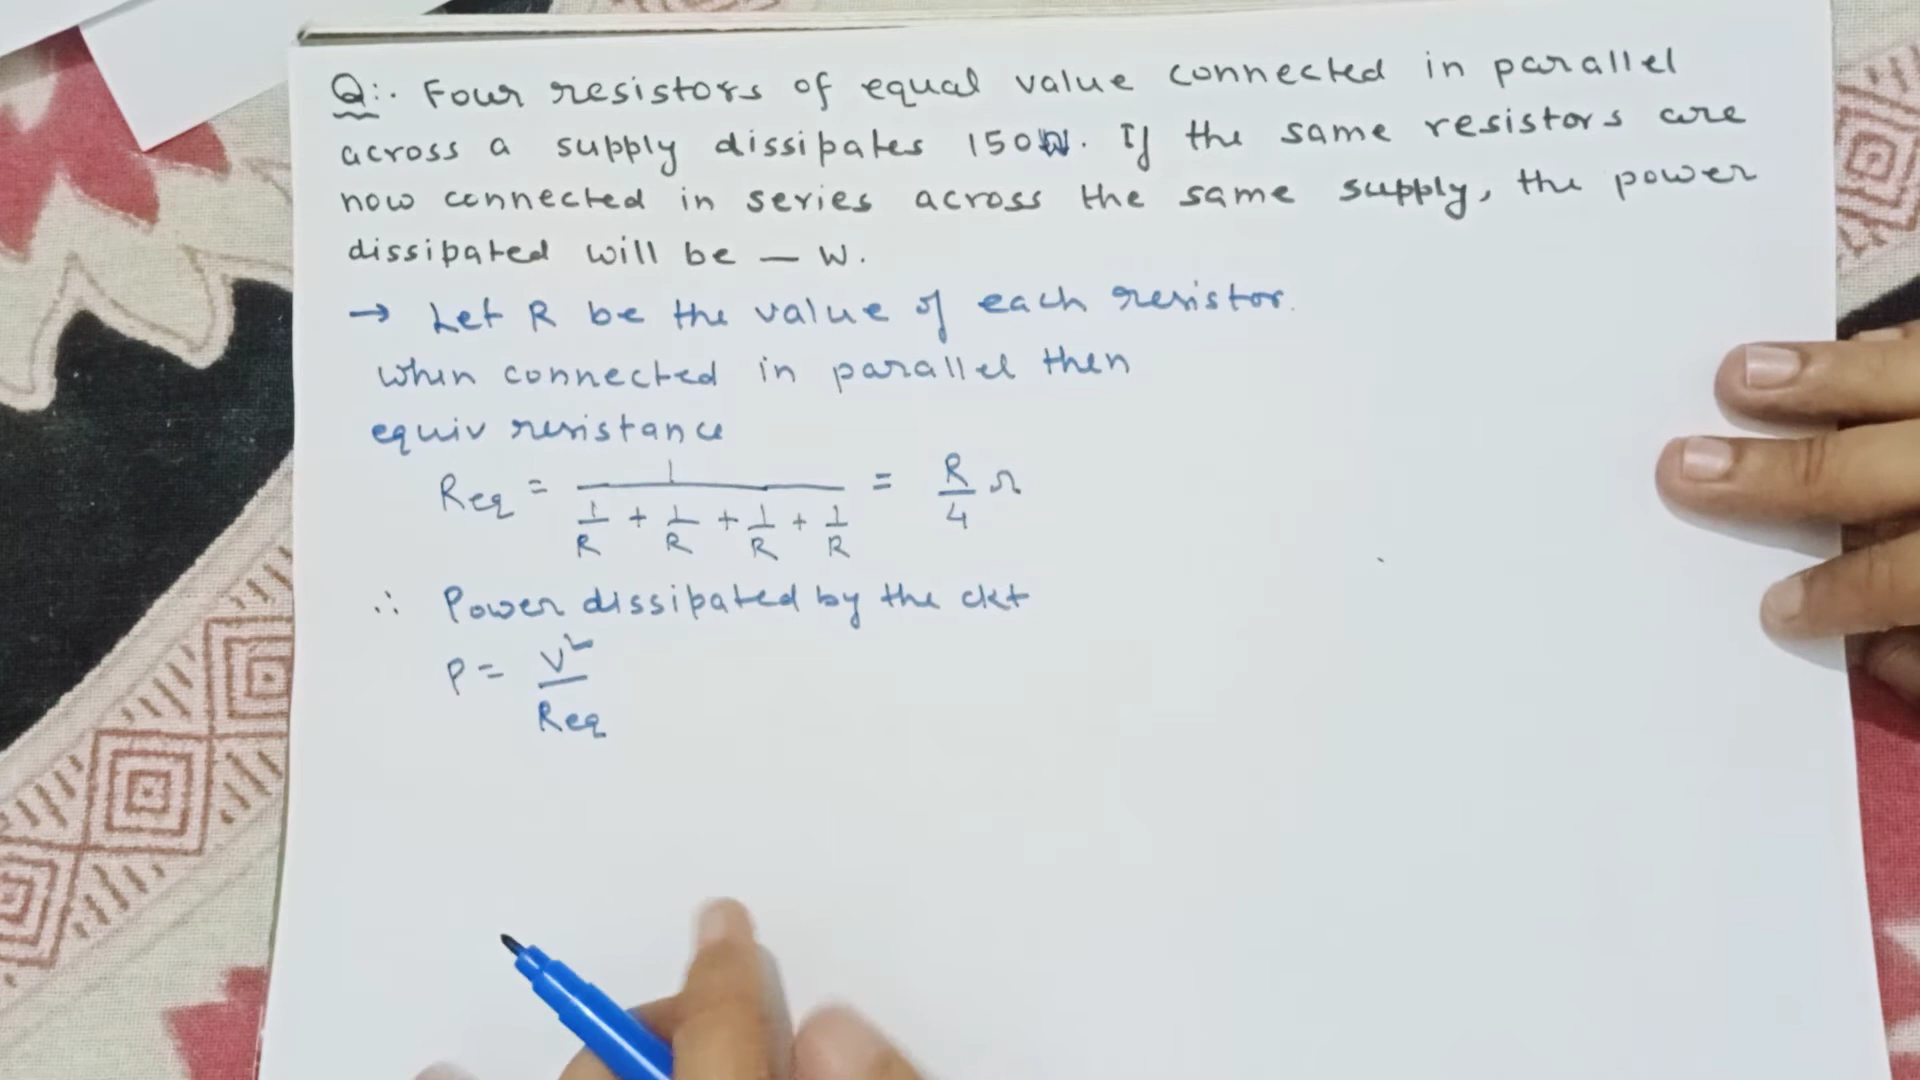 Q:. Four resistors of equal value connected in parallel
across a supply dissipates 150W. If the same resistors are
now connected in series across the same supply, the power
dissipated will be — W.
→ Let R be the value of each resistor.
when connected in parallel then
equiv resistance
Req = 1 / (1/R + 1/R + 1/R + 1/R) = R/4 Ω
∴ Power dissipated by the ckt
P = V² / Req